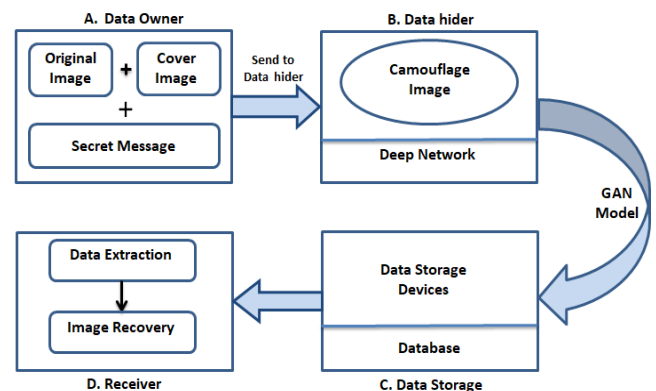 A. Data Owner
Original
Image
+
Cover
Image
+
Secret Message
Send to
Data hider
B. Data hider
Camouflage
Image
Deep Network
GAN
Model
Data Storage
Devices
Database
C. Data Storage
Data Extraction
Image Recovery
D. Receiver